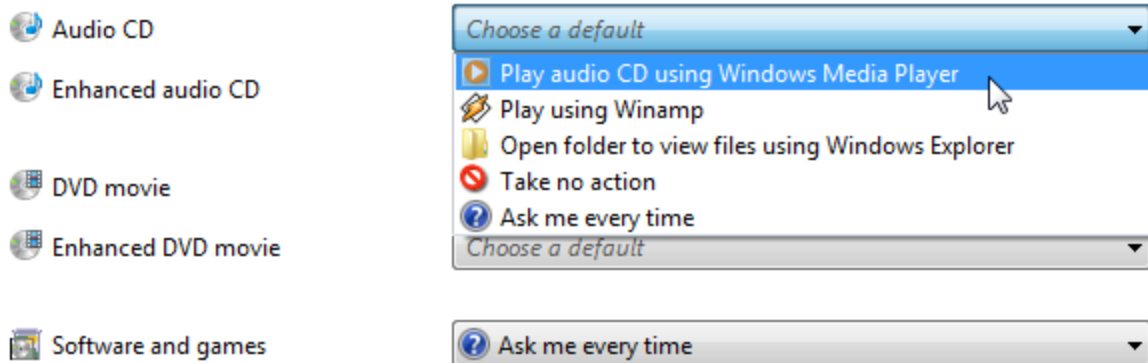 Audio CD
Choose a default
Play audio CD using Windows Media Player
Enhanced audio CD
Play using Winamp
Open folder to view files using Windows Explorer
DVD movie
Take no action
Ask me every time
Enhanced DVD movie
Choose a default
Software and games
Ask me every time